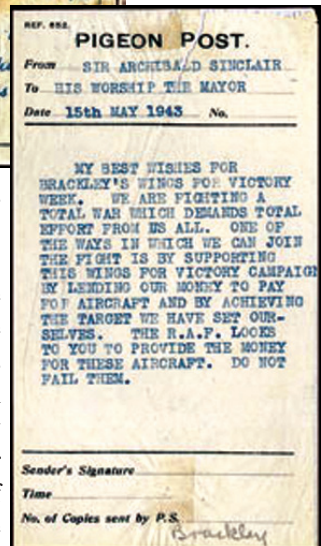 REF. 652.
PIGEON POST.
From SIR ARCHIBALD SINCLAIR
To HIS WORSHIP THE MAYOR
Date 15th MAY 1943 No.
MY BEST WISHES FOR
BRACKLEY'S WINGS FOR VICTORY
WEEK. WE ARE FIGHTING A
TOTAL WAR WHICH DEMANDS TOTAL
EFFORT FROM US ALL. ONE OF
THE WAYS IN WHICH WE CAN JOIN
THE FIGHT IS BY SUPPORTING
THIS WINGS FOR VICTORY CAMPAIGN
BY LENDING OUR MONEY TO PAY
FOR AIRCRAFT AND BY ACHIEVING
THE TARGET WE HAVE SET OUR-
SELVES. THE R.A.F. LOOKS
TO YOU TO PROVIDE THE MONEY
FOR THESE AIRCRAFT. DO NOT
FAIL THEM.
Sender's Signature
Time
No. of Copies sent by P.S.
Brackley